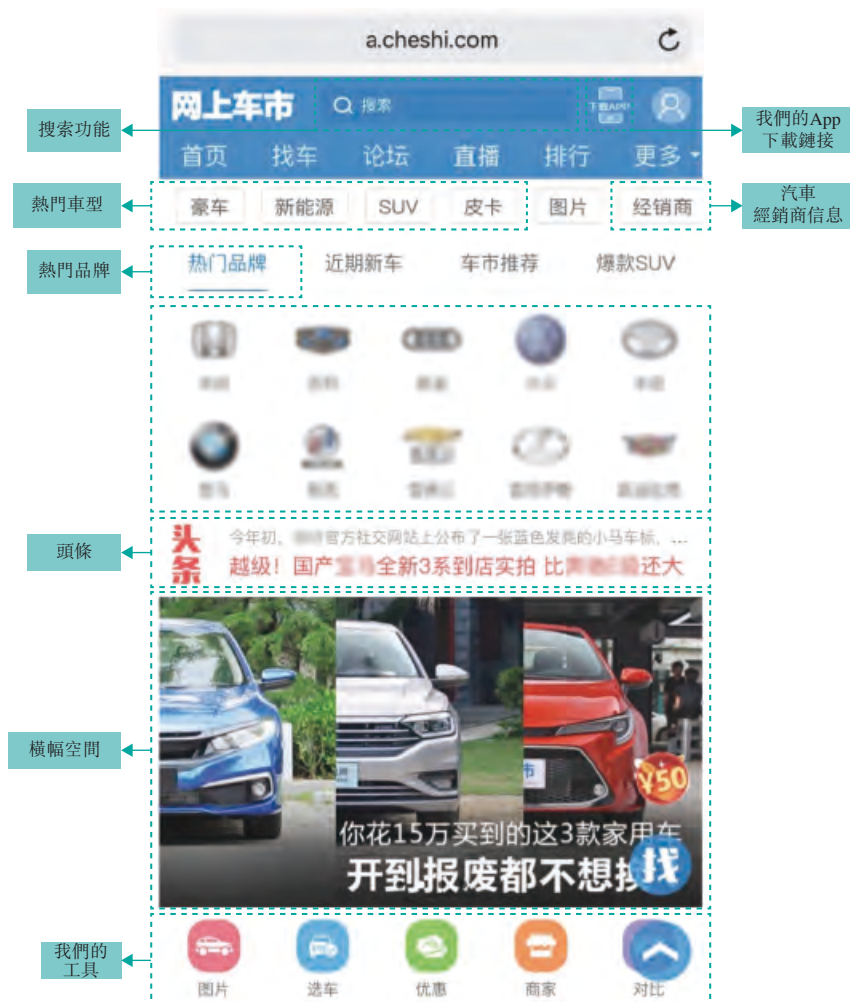 a.cheshi.com
网上车市
搜索
下载APP
搜索功能
我們的App
下載鏈接
首页 找车 论坛 直播 排行 更多
熱門車型
豪车 新能源 SUV 皮卡 图片 经销商
汽車
經銷商信息
熱門品牌
热门品牌 近期新车 车市推荐 爆款SUV
頭條
头条
今年初,官方社交网站上公布了一张蓝色发亮的小马车标, ...
越级!国产全新3系到店实拍 比还大
橫幅空間
市
¥50
你花15万买到的这3款家用车
开到报废都不想换
找
我們的
工具
图片 选车 优惠 商家 对比